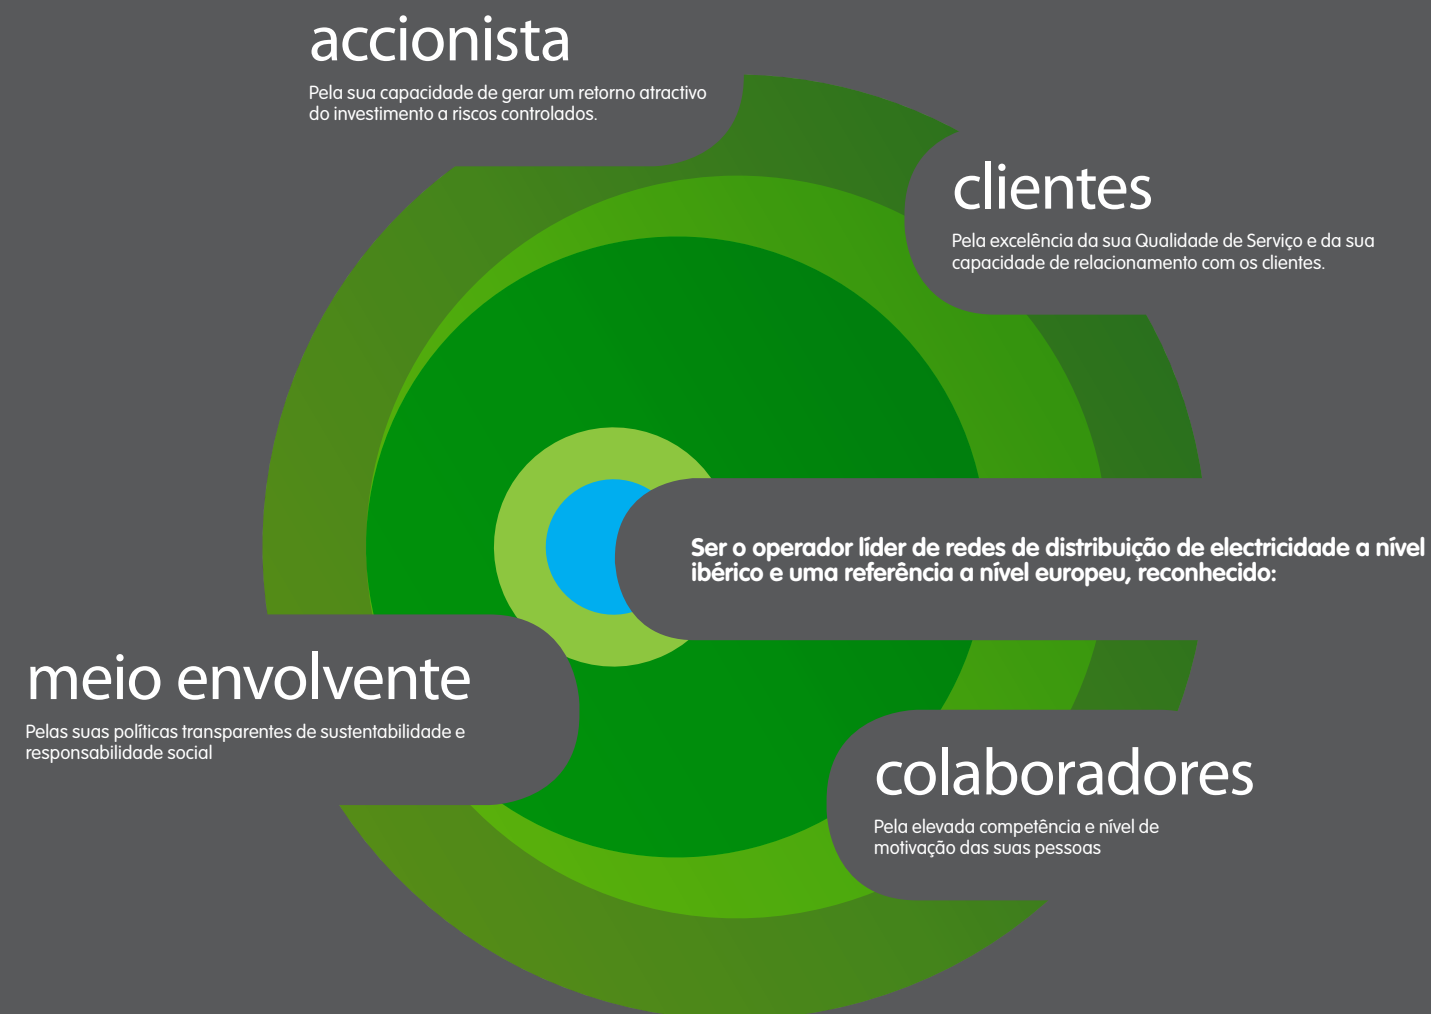 accionista
Pela sua capacidade de gerar um retorno atractivo
do investimento a riscos controlados.
clientes
Pela excelência da sua Qualidade de Serviço e da sua
capacidade de relacionamento com os clientes.
Ser o operador líder de redes de distribuição de electricidade a nível
ibérico e uma referência a nível europeu, reconhecido:
meio envolvente
Pelas suas políticas transparentes de sustentabilidade e
responsabilidade social
colaboradores
Pela elevada competência e nível de
motivação das suas pessoas